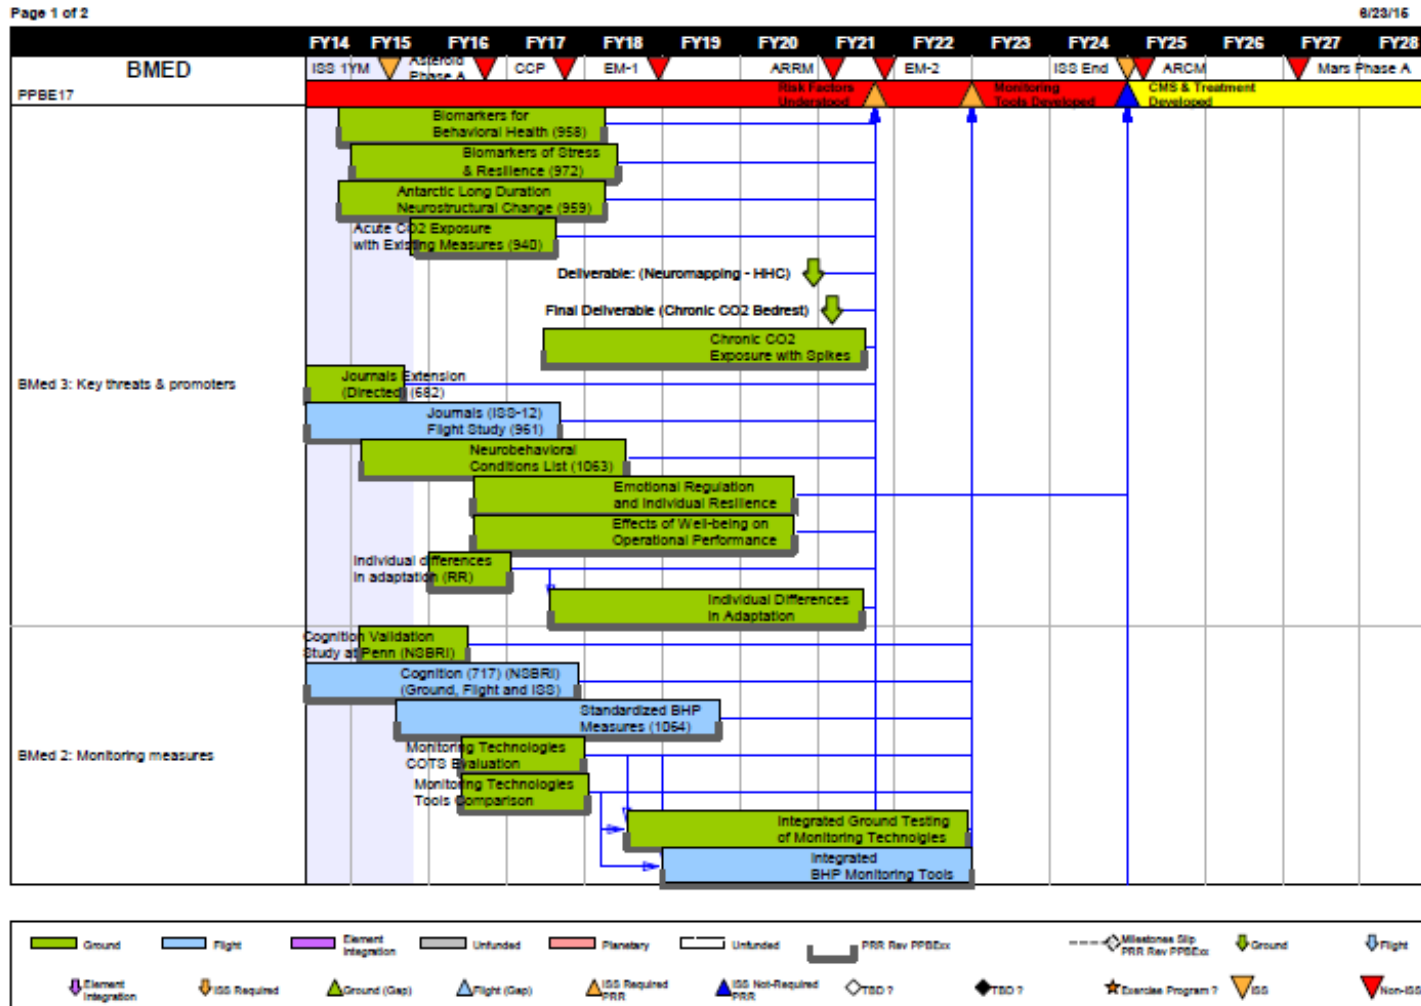 Page 1 of 2
6/23/15
FY14 FY15 FY16 FY17 FY18 FY19 FY20 FY21 FY22 FY23 FY24 FY25 FY26 FY27 FY28
BMED
ISS 1YM
Asteroid
Phase A
CCP
EM-1
ARRM
EM-2
ISS End
ARCM
Mars Phase A
PPBE17
Risk Factors
Understood
Monitoring
Tools Developed
CMS & Treatment
Developed
Biomarkers for
Behavioral Health (958)
Biomarkers of Stress
& Resilience (972)
Antarctic Long Duration
Neurostructural Change (959)
Acute CO2 Exposure
with Existing Measures (940)
Deliverable: (Neuromapping - HHC)
Final Deliverable (Chronic CO2 Bedrest)
Chronic CO2
Exposure with Spikes
BMed 3: Key threats & promoters
Journals Extension
(Directed) (682)
Journals (ISS-12)
Flight Study (961)
Neurobehavioral
Conditions List (1063)
Emotional Regulation
and Individual Resilience
Effects of Well-being on
Operational Performance
Individual differences
in adaptation (RR)
Individual Differences
in Adaptation
Cognition Validation
Study at Penn (NSBRI)
Cognition (717) (NSBRI)
(Ground, Flight and ISS)
Standardized BHP
Measures (1064)
BMed 2: Monitoring measures
Monitoring Technologies
COTS Evaluation
Monitoring Technologies
Tools Comparison
Integrated Ground Testing
of Monitoring Technolgies
Integrated
BHP Monitoring Tools
Ground
Flight
Element
Integration
Unfunded
Planetary
Unfunded
PRR Rev PPBExx
Milestones Slip
PRR Rev PPBExx
Ground
Flight
Element
Integration
ISS Required
Ground (Gap)
Flight (Gap)
ISS Required
PRR
ISS Not-Required
PRR
TBD ?
TBD ?
Exercise Program ?
ISS
Non-ISS